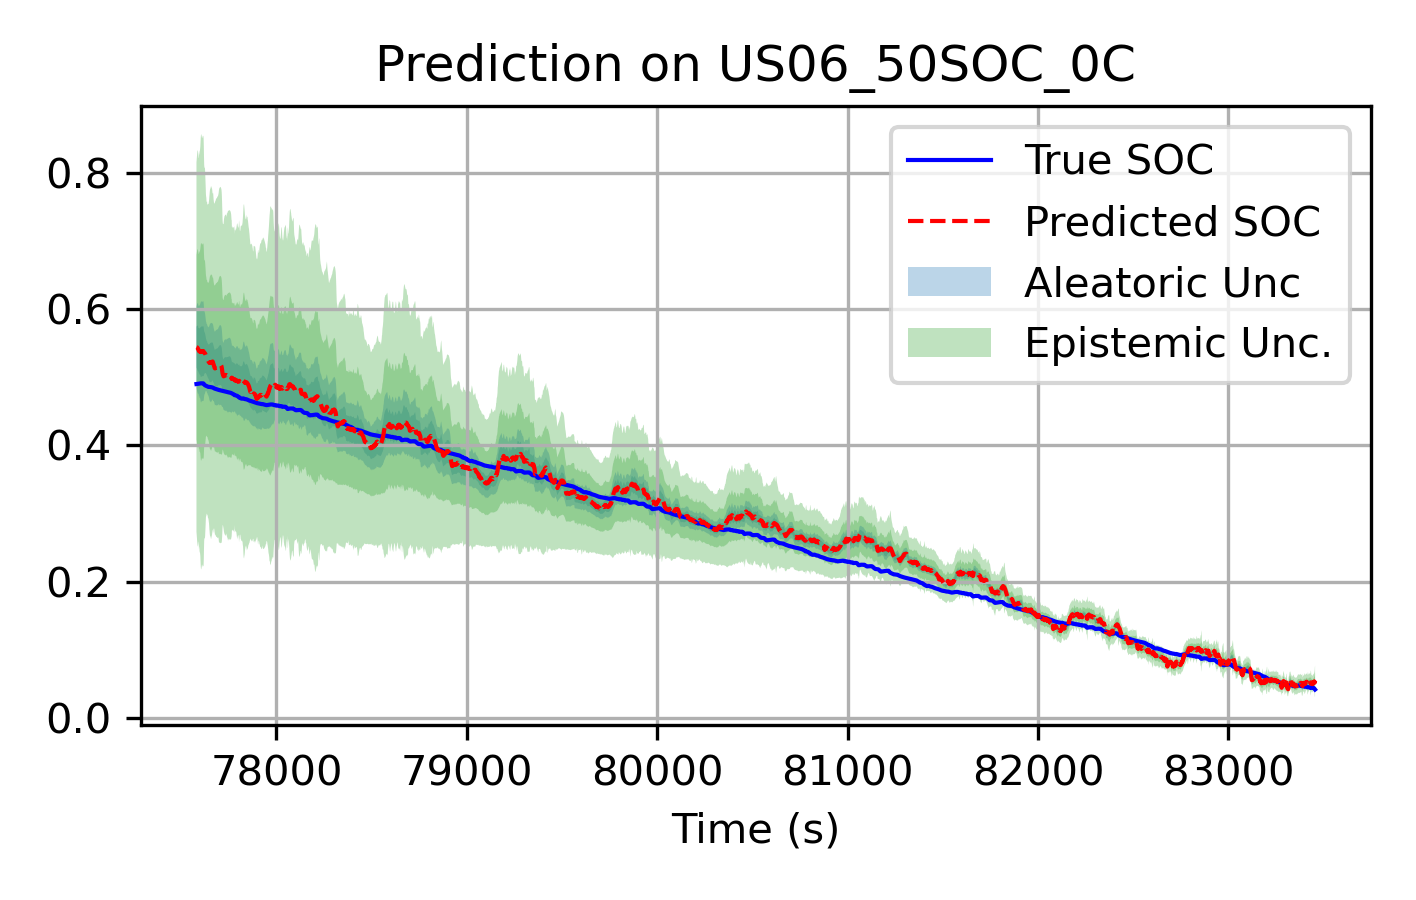 Prediction on US06_50SOC_0C
True SOC
Predicted SOC
Aleatoric Unc
Epistemic Unc.
0.8
0.6
0.4
0.2
0.0
78000 79000 80000 81000 82000 83000
Time (s)